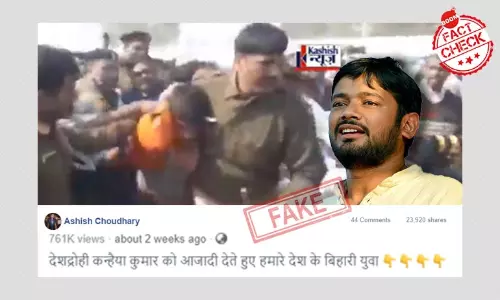 BOOM
FACT
CHECK
Kashish
न्यूज़
FAKE
Ashish Choudhary
44 Comments 23,920 shares
761K views · about 2 weeks ago ·
देशद्रोही कन्हैया कुमार को आजादी देते हुए हमारे देश के बिहारी युवा